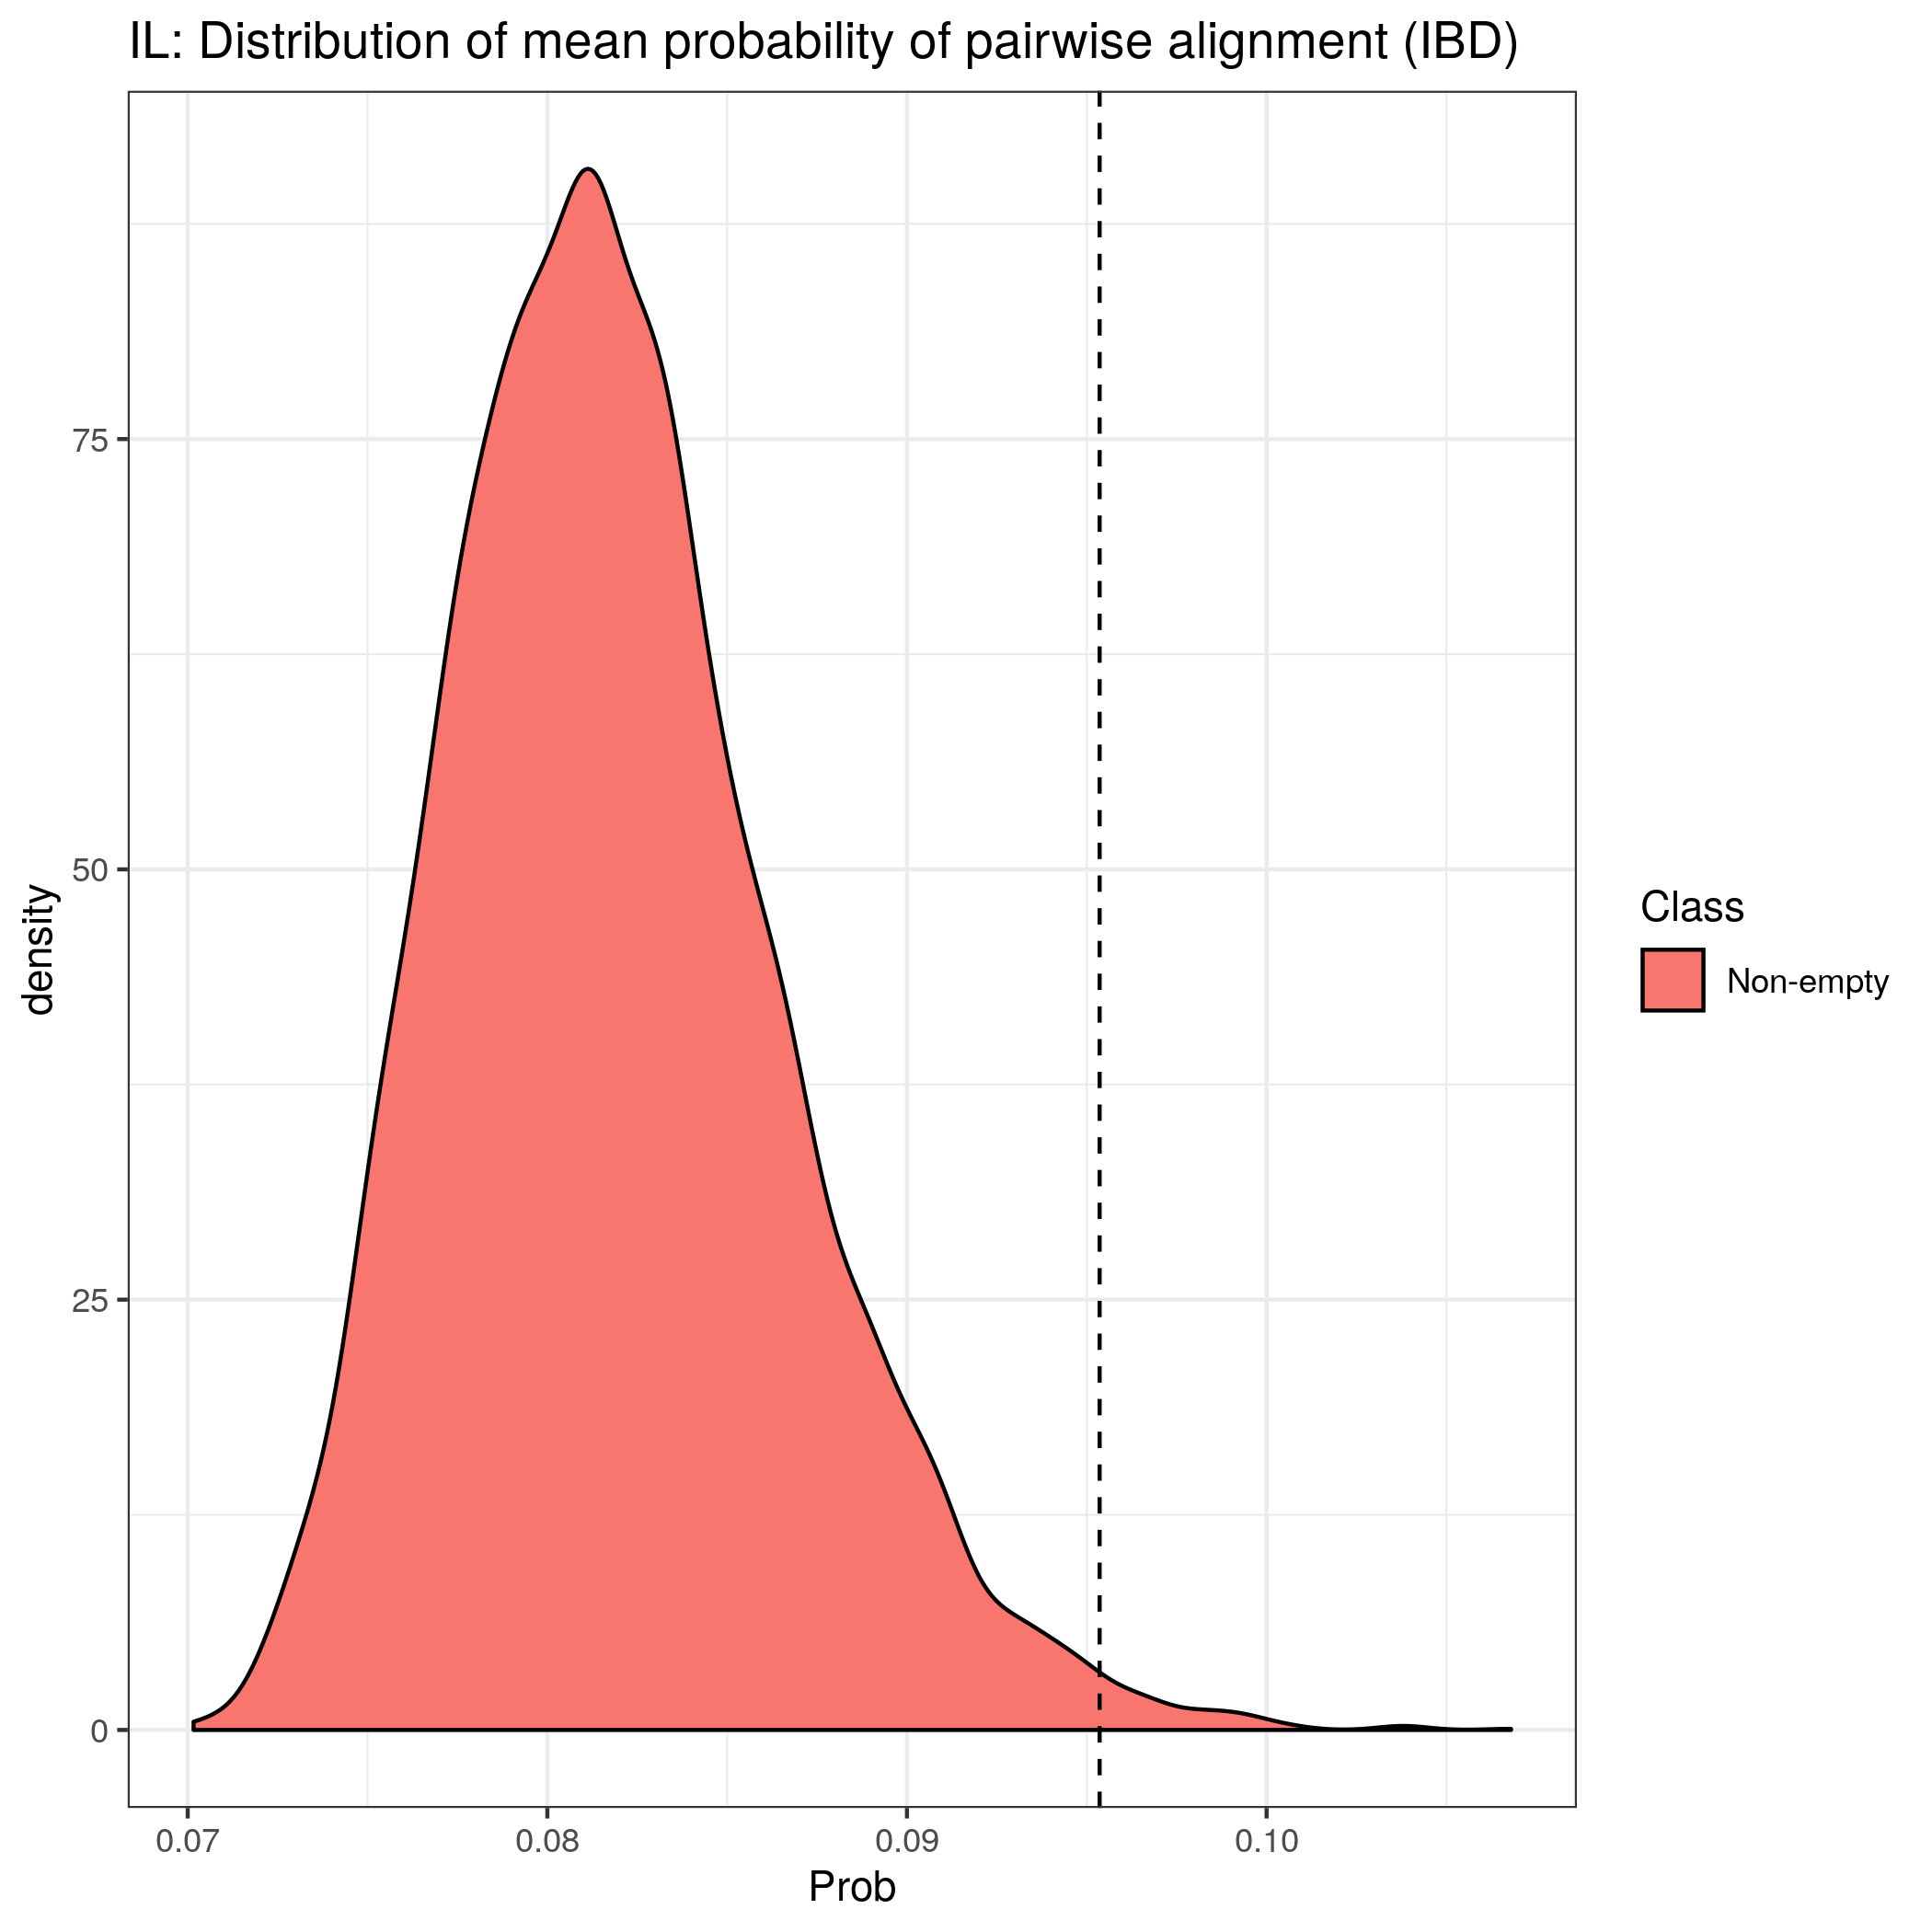 IL: Distribution of mean probability of pairwise alignment (IBD)
density
75
50
25
0
0.07 0.08 0.09 0.10
Prob
Class
Non-empty